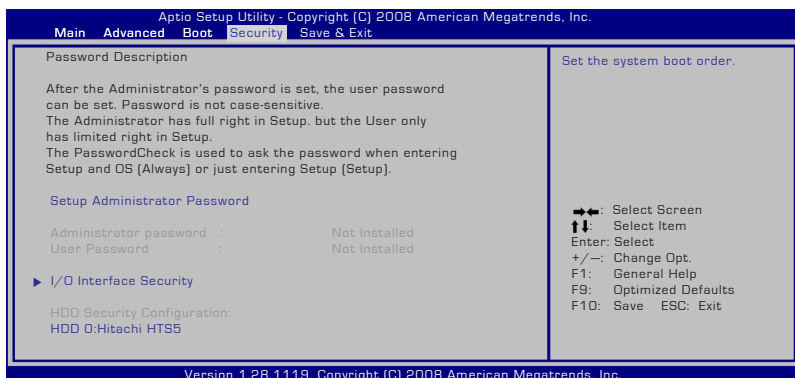 Aptio Setup Utility - Copyright (C) 2008 American Megatrends, Inc.
Main Advanced Boot Security Save & Exit
Password Description
After the Administrator's password is set, the user password
can be set. Password is not case-sensitive.
The Administrator has full right in Setup. but the User only
has limited right in Setup.
The PasswordCheck is used to ask the password when entering
Setup and OS (Always) or just entering Setup (Setup).
Setup Administrator Password
Administrator password : Not Installed
User Password : Not Installed
I/O Interface Security
HDD Security Configuration:
HDD 0:Hitachi HTS5
Set the system boot order.
→←: Select Screen
↑↓: Select Item
Enter: Select
+/—: Change Opt.
F1: General Help
F9: Optimized Defaults
F10: Save ESC: Exit
Version 1.28.1119. Copyright (C) 2008 American Megatrends, Inc.